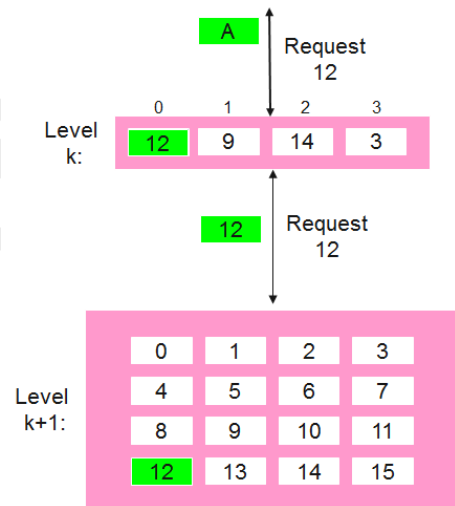 A
Request
12
0 1 2 3
Level
k:
12 9 14 3
12
Request
12
0 1 2 3
4 5 6 7
Level
k+1:
8 9 10 11
12 13 14 15